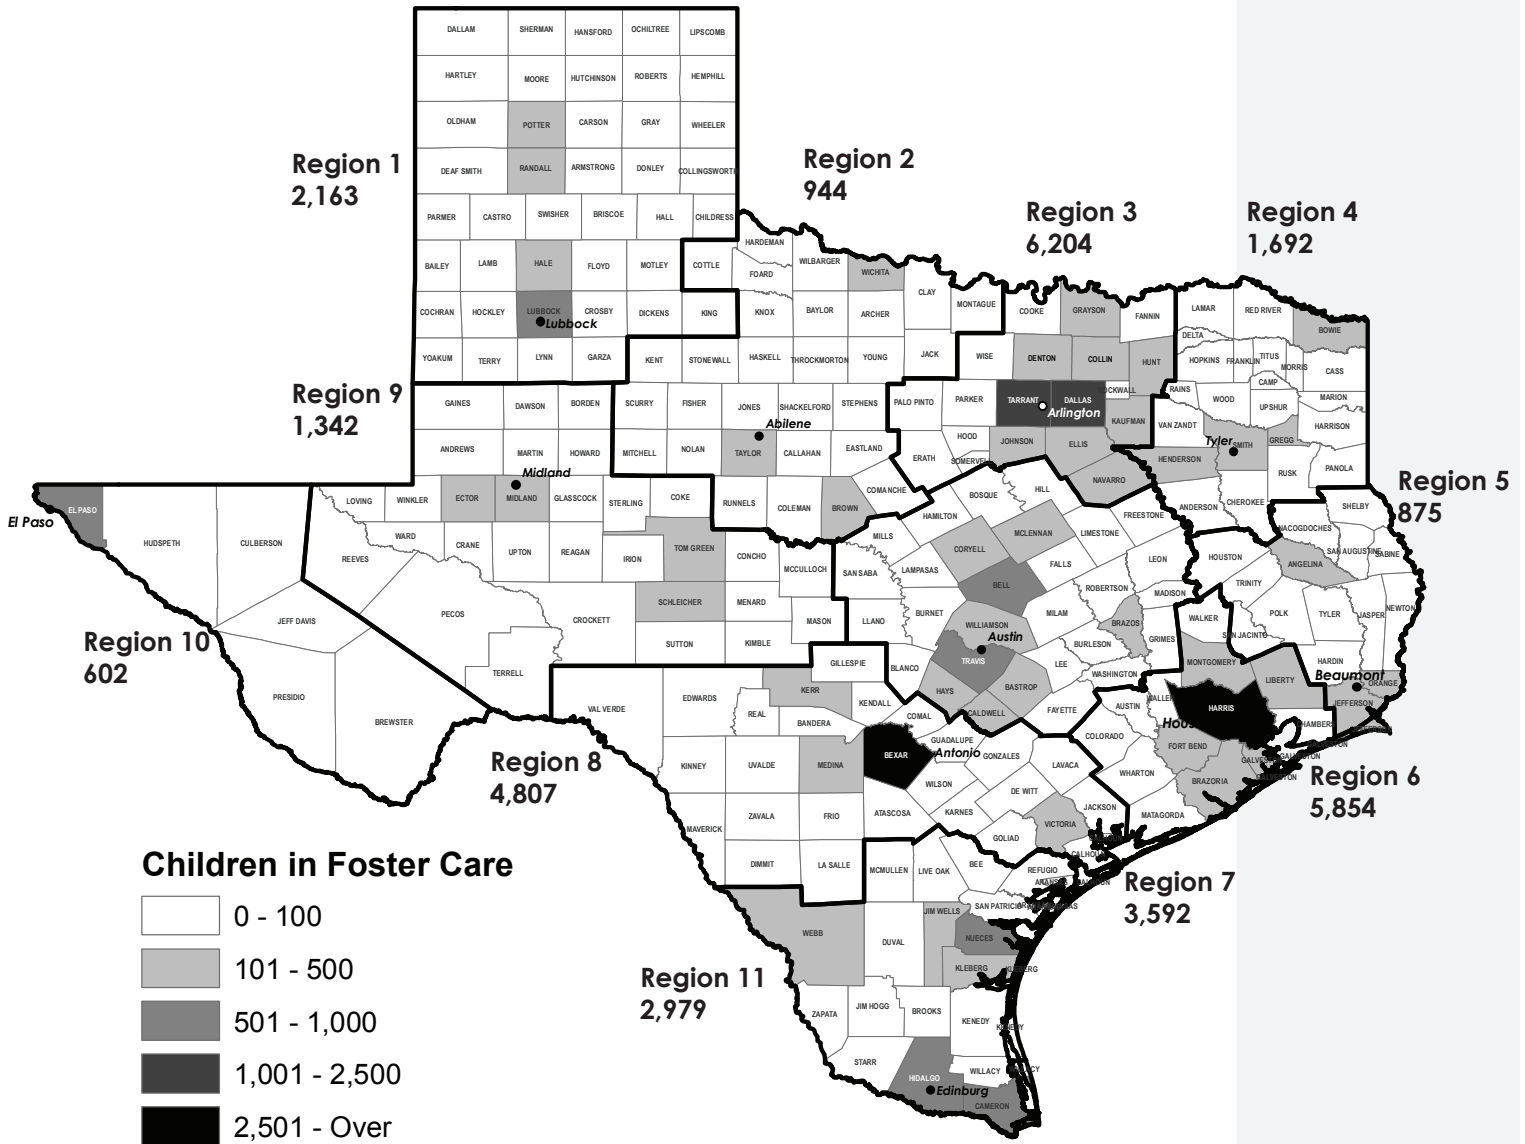 DALLAM SHERMAN HANSFORD OCHILTREE LIPSCOMB
HARTLEY MOORE HUTCHINSON ROBERTS HEMPHILL
OLDHAM POTTER CARSON GRAY WHEELER
Region 1
2,163
DEAF SMITH RANDALL ARMSTRONG DONLEY COLLINGSWORTH
Region 2
944
PARMER CASTRO SWISHER BRISCOE HALL CHILDRESS
Region 3
6,204
Region 4
1,692
BAILEY LAMB HALE FLOYD MOTLEY COTTLE HARDEMAN FOARD WILBARGER WICHITA CLAY
COCHRAN HOCKLEY LUBBOCK CROSBY DICKENS KING KNOX BAYLOR ARCHER MONTAGUE COOKE GRAYSON FANNIN LAMAR RED RIVER BOWIE
Lubbock
YOAKUM TERRY LYNN GARZA KENT STONEWALL HASKELL THROCKMORTON YOUNG JACK WISE DENTON COLLIN HUNT DELTA HOPKINS FRANKLIN TITUS MORRIS CASS
Region 9
1,342
GAINES DAWSON BORDEN SCURRY FISHER JONES SHACKELFORD STEPHENS PALO PINTO PARKER TARRANT DALLAS RAINS WOOD CAMP UPSHUR MARION
Arlington
Abilene
ANDREWS MARTIN HOWARD MITCHELL NOLAN TAYLOR CALLAHAN EASTLAND ERATH HOOD JOHNSON ELLIS KAUFMAN VAN ZANDT SMITH GREGG HARRISON
Tyler
Midland
LOVING WINKLER ECTOR MIDLAND GLASSCOCK STERLING COKE RUNNELS COLEMAN BROWN COMANCHE SOMERVELL BOSQUE HILL NAVARRO HENDERSON ANDERSON CHEROKEE RUSK PANOLA
Region 5
875
El Paso
EL PASO HUDSPETH CULBERSON REEVES WARD CRANE UPTON REAGAN IRION TOM GREEN CONCHO MCCULLOCH SAN SABA MILLS HAMILTON LAMPASAS CORYELL MCLENNAN LIMESTONE FREESTONE FALLS LEON HOUSTON NACOGDOCHES SHELBY SAN AUGUSTINE SABINE ANGELINA TRINITY
JEFF DAVIS PECOS CROCKETT SCHLEICHER MENARD MASON LLANO BURNET BELL MILAM ROBERTSON MADISON BRAZOS WALKER POLK TYLER JASPER NEWTON
Region 10
602
TERRELL SUTTON KIMBLE GILLESPIE BLANCO WILLIAMSON TRAVIS BURLESON GRIMES SAN JACINTO HARDIN
Austin
PRESIDIO BREWSTER VAL VERDE EDWARDS REAL KERR BANDERA KENDALL COMAL HAYS CALDWELL BASTROP LEE WASHINGTON FAYETTE AUSTIN MONTGOMERY LIBERTY ORANGE JEFFERSON
Beaumont
HARRIS CHAMBERS
Region 8
4,807
KINNEY UVALDE MEDINA BEXAR GUADALUPE GONZALES LAVACA COLORADO WHARTON FORT BEND BRAZORIA GALVESTON GALVESTON
Antonio
Region 6
5,854
MAVERICK ZAVALA FRIO ATASCOSA WILSON KARNES DE WITT VICTORIA JACKSON MATAGORDA
Children in Foster Care
DIMMIT LA SALLE MCMULLEN LIVE OAK BEE GOLIAD REFUGIO
Region 7
3,592
0 - 100
WEBB DUVAL JIM WELLS SAN PATRICIO NUECES KLEBERG
101 - 500
Region 11
2,979
501 - 1,000
ZAPATA JIM HOGG BROOKS KENEDY
1,001 - 2,500
STARR HIDALGO WILLACY CAMERON
Edinburg
2,501 - Over